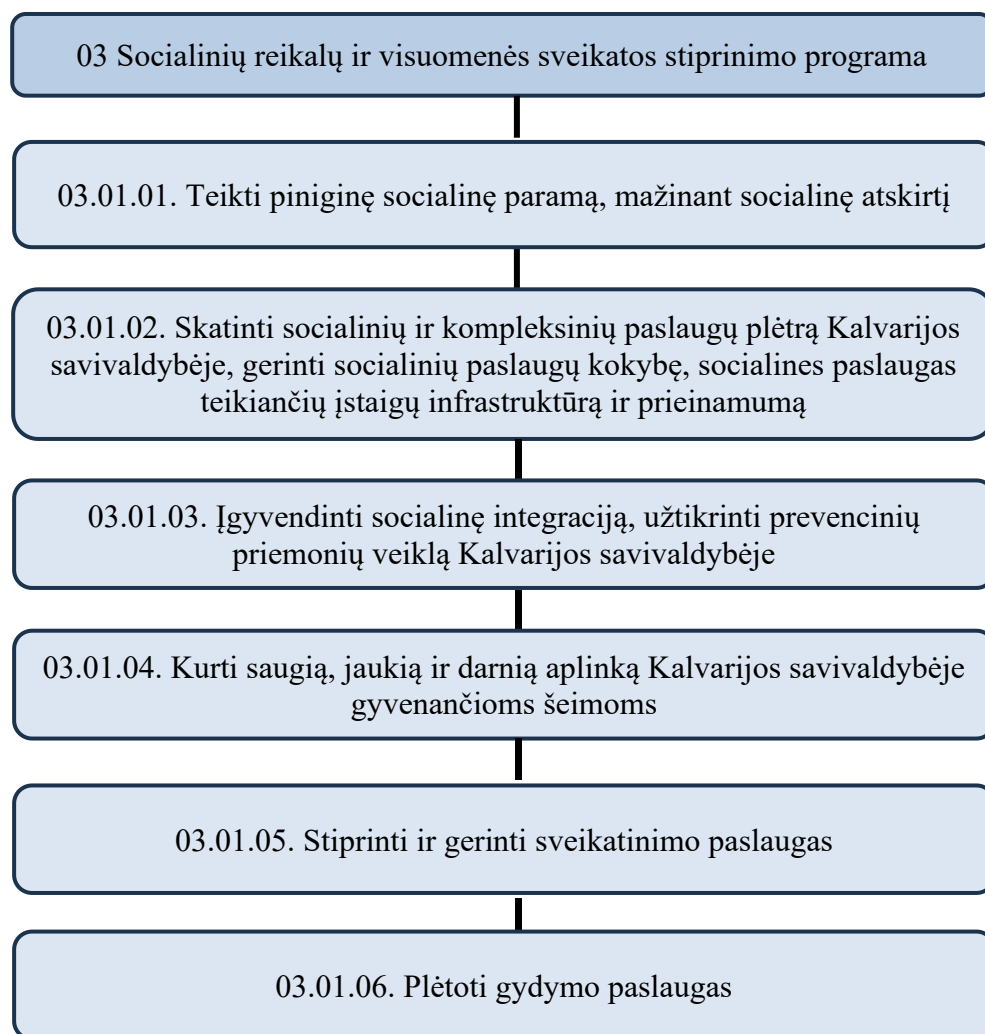 03 Socialinių reikalų ir visuomenės sveikatos stiprinimo programa
03.01.01. Teikti piniginę socialinę paramą, mažinant socialinę atskirtį
03.01.02. Skatinti socialinių ir kompleksinių paslaugų plėtrą Kalvarijos
savivaldybėje, gerinti socialinių paslaugų kokybę, socialines paslaugas
teikiančių įstaigų infrastruktūrą ir prieinamumą
03.01.03. Įgyvendinti socialinę integraciją, užtikrinti prevencinių
priemonių veiklą Kalvarijos savivaldybėje
03.01.04. Kurti saugią, jaukią ir darnią aplinką Kalvarijos savivaldybėje
gyvenančioms šeimoms
03.01.05. Stiprinti ir gerinti sveikatinimo paslaugas
03.01.06. Plėtoti gydymo paslaugas